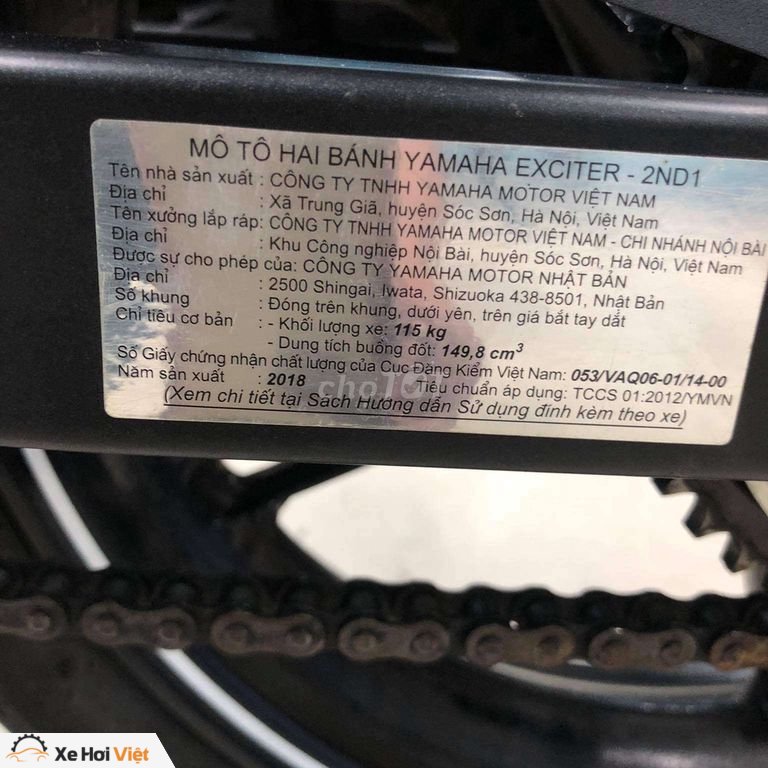 MÔ TÔ HAI BÁNH YAMAHA EXCITER - 2ND1
Tên nhà sản xuất : CÔNG TY TNHH YAMAHA MOTOR VIỆT NAM
Địa chỉ : Xã Trung Giã, huyện Sóc Sơn, Hà Nội, Việt Nam
Tên xưởng lắp ráp: CÔNG TY TNHH YAMAHA MOTOR VIỆT NAM - CHI NHÁNH NỘI BÀI
Địa chỉ : Khu Công nghiệp Nội Bài, huyện Sóc Sơn, Hà Nội, Việt Nam
Được sự cho phép của: CÔNG TY YAMAHA MOTOR NHẬT BẢN
Địa chỉ : 2500 Shingai, Iwata, Shizuoka 438-8501, Nhật Bản
Số khung : Đóng trên khung, dưới yên, trên giá bắt tay dắt
Chỉ tiêu cơ bản : - Khối lượng xe: 115 kg
- Dung tích buồng đốt: 149,8 cm³
Số Giấy chứng nhận chất lượng của Cục Đăng Kiểm Việt Nam: 053/VAQ06-01/14-00
Năm sản xuất : 2018 Tiêu chuẩn áp dụng: TCCS 01:2012/YMVN
(Xem chi tiết tại Sách Hướng dẫn Sử dụng đính kèm theo xe)
Xe Hơi Việt